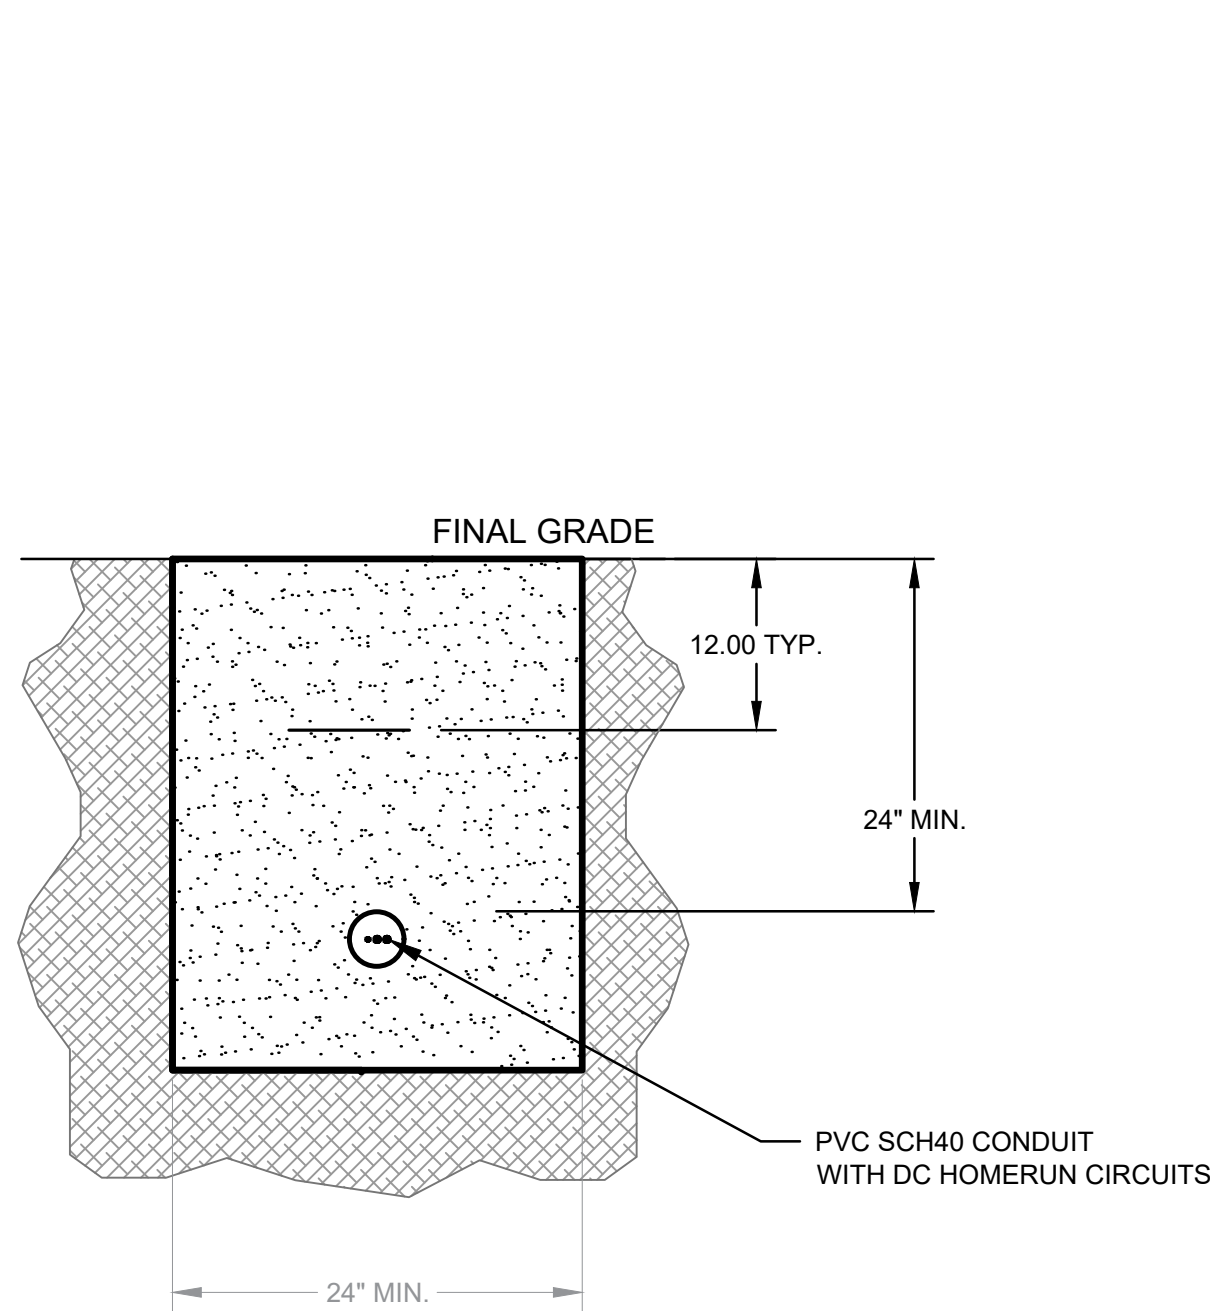 FINAL GRADE
12.00 TYP.
24" MIN.
PVC SCH40 CONDUIT
WITH DC HOMERUN CIRCUITS
24" MIN.